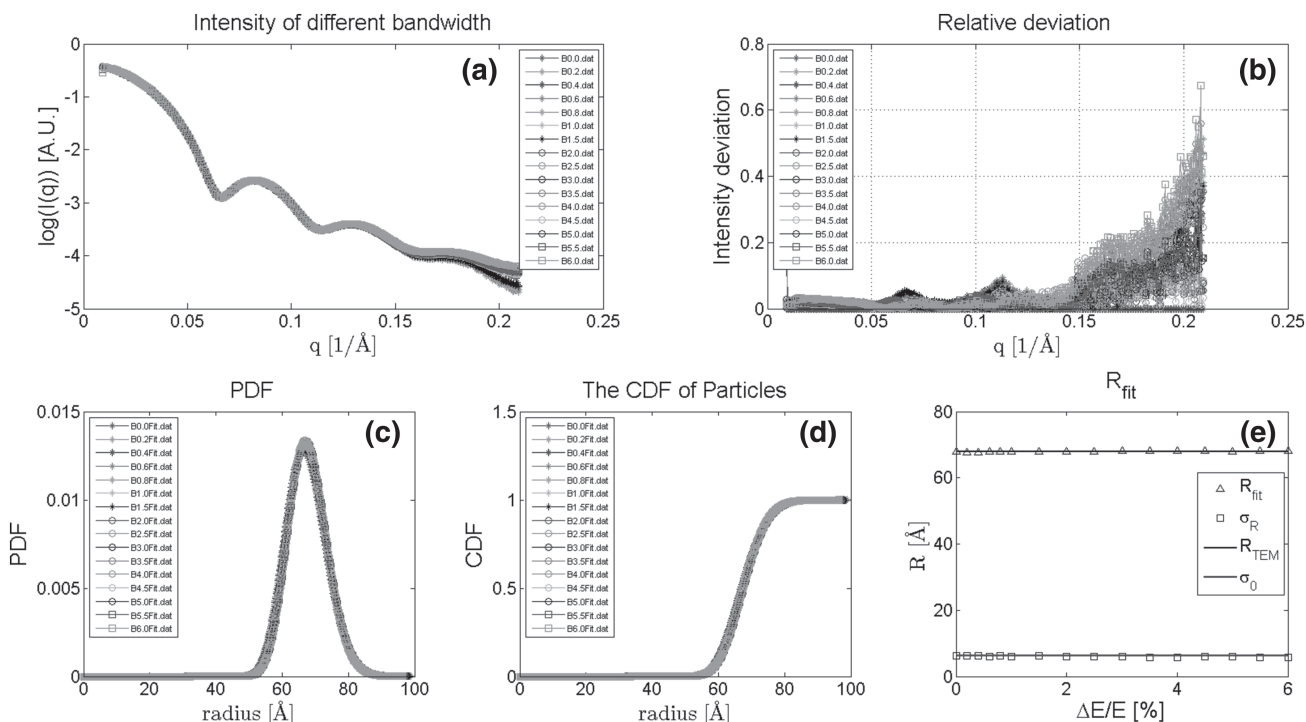 Intensity of different bandwidth
(a)
log(I(q)) [A.U.]
0
-1
-2
-3
-4
-5
0
0.05
0.1
0.15
0.2
0.25
q [1/Å]
B0.0.dat
B0.2.dat
B0.4.dat
B0.6.dat
B0.8.dat
B1.0.dat
B1.5.dat
B2.0.dat
B2.5.dat
B3.0.dat
B3.5.dat
B4.0.dat
B4.5.dat
B5.0.dat
B5.5.dat
B6.0.dat
Relative deviation
(b)
Intensity deviation
0.8
0.6
0.4
0.2
0
0
0.05
0.1
0.15
0.2
0.25
q [1/Å]
B0.0.dat
B0.2.dat
B0.4.dat
B0.6.dat
B0.8.dat
B1.0.dat
B1.5.dat
B2.0.dat
B2.5.dat
B3.0.dat
B3.5.dat
B4.0.dat
B4.5.dat
B5.0.dat
B5.5.dat
B6.0.dat
PDF
(c)
PDF
0.015
0.01
0.005
0
0
20
40
60
80
100
radius [Å]
B0.0Fit.dat
B0.2Fit.dat
B0.4Fit.dat
B0.6Fit.dat
B0.8Fit.dat
B1.0Fit.dat
B1.5Fit.dat
B2.0Fit.dat
B2.5Fit.dat
B3.0Fit.dat
B3.5Fit.dat
B4.0Fit.dat
B4.5Fit.dat
B5.0Fit.dat
B5.5Fit.dat
B6.0Fit.dat
The CDF of Particles
(d)
CDF
1.5
1
0.5
0
0
20
40
60
80
100
radius [Å]
B0.0Fit.dat
B0.2Fit.dat
B0.4Fit.dat
B0.6Fit.dat
B0.8Fit.dat
B1.0Fit.dat
B1.5Fit.dat
B2.0Fit.dat
B2.5Fit.dat
B3.0Fit.dat
B3.5Fit.dat
B4.0Fit.dat
B4.5Fit.dat
B5.0Fit.dat
B5.5Fit.dat
B6.0Fit.dat
R_fit
(e)
R [Å]
80
60
40
20
0
0
2
4
6
ΔE/E [%]
R_fit
σ_R
R_TEM
σ_0